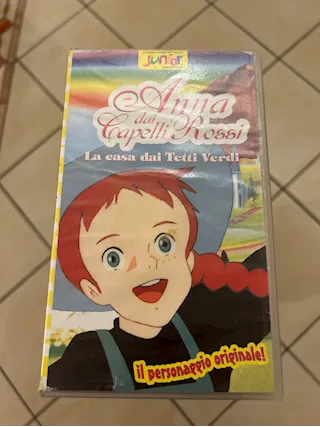 JUNIOR
Anna
dai
Capelli Rossi
La casa dai Tetti Verdi
il personaggio originale!